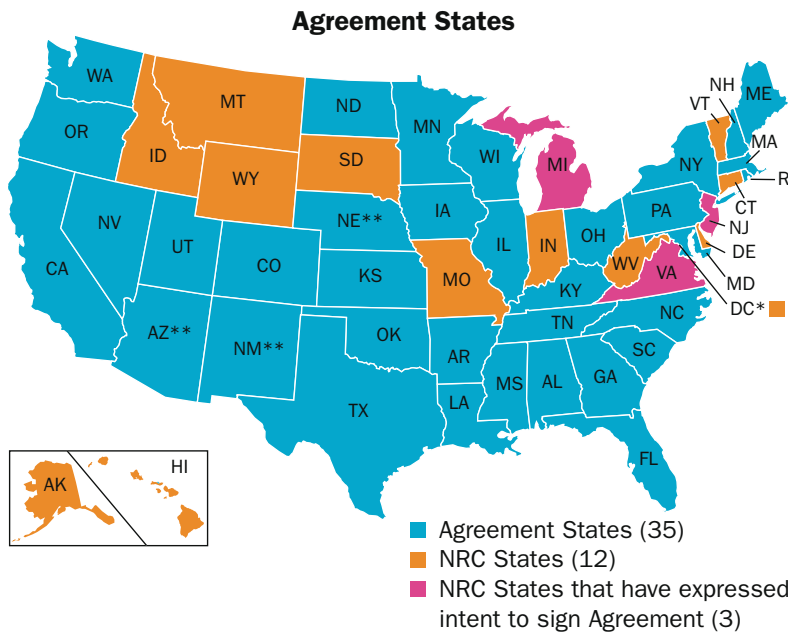 Agreement States
WA
MT
ND
MN
OR
ID
WY
SD
WI
MI
NH
VT
ME
MA
NY
R
CT
NJ
DE
MD
DC*
PA
NV
UT
CO
NE**
IA
IL
IN
OH
WV
VA
CA
KS
MO
KY
NC
AZ**
NM**
OK
AR
TN
SC
TX
LA
MS
AL
GA
FL
AK
HI
Agreement States (35)
NRC States (12)
NRC States that have expressed
intent to sign Agreement (3)